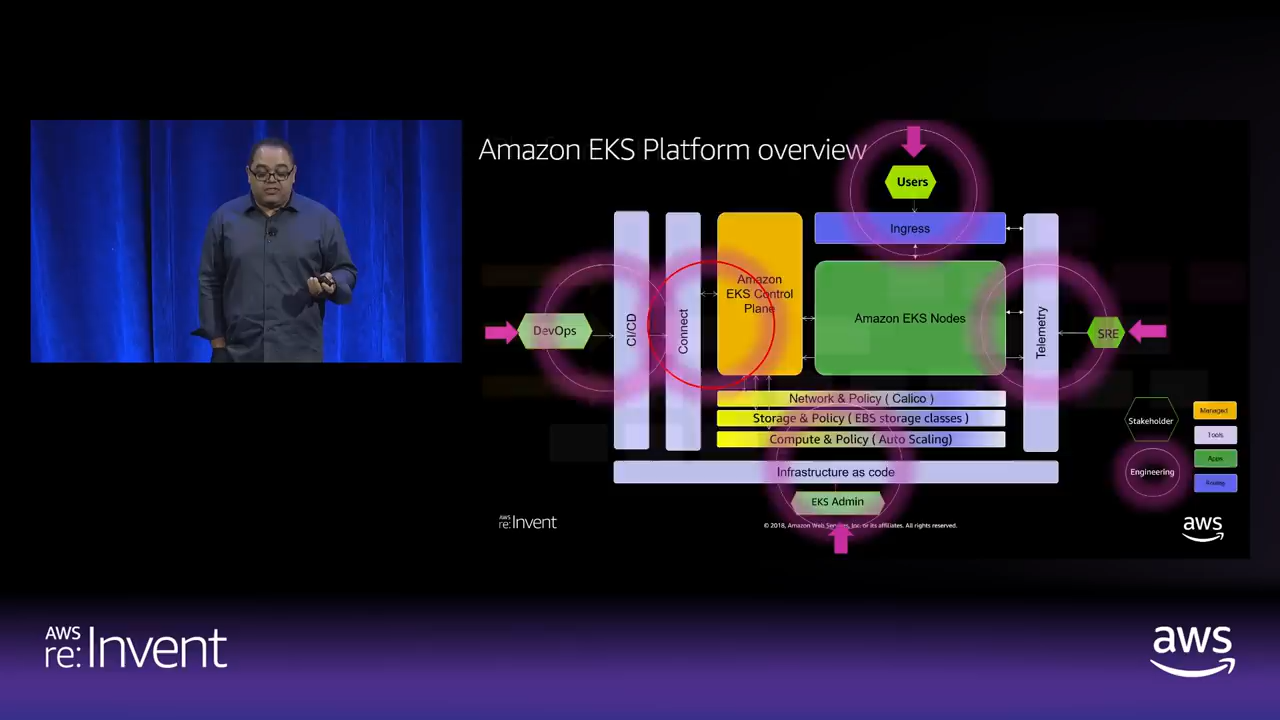 Amazon EKS Platform overview
Users
Ingress
Amazon
EKS Control
Plane
Amazon EKS Nodes
DevOps
CI/CD
Connect
Telemetry
SRE
Network & Policy ( Calico )
Storage & Policy ( EBS storage classes )
Compute & Policy ( Auto Scaling)
Infrastructure as code
EKS Admin
Stakeholder
Engineering
Managed
Tools
Apps
Routing
AWS
re:Invent
© 2018, Amazon Web Services, Inc. or its affiliates. All rights reserved.
aws
AWS
re:Invent
aws